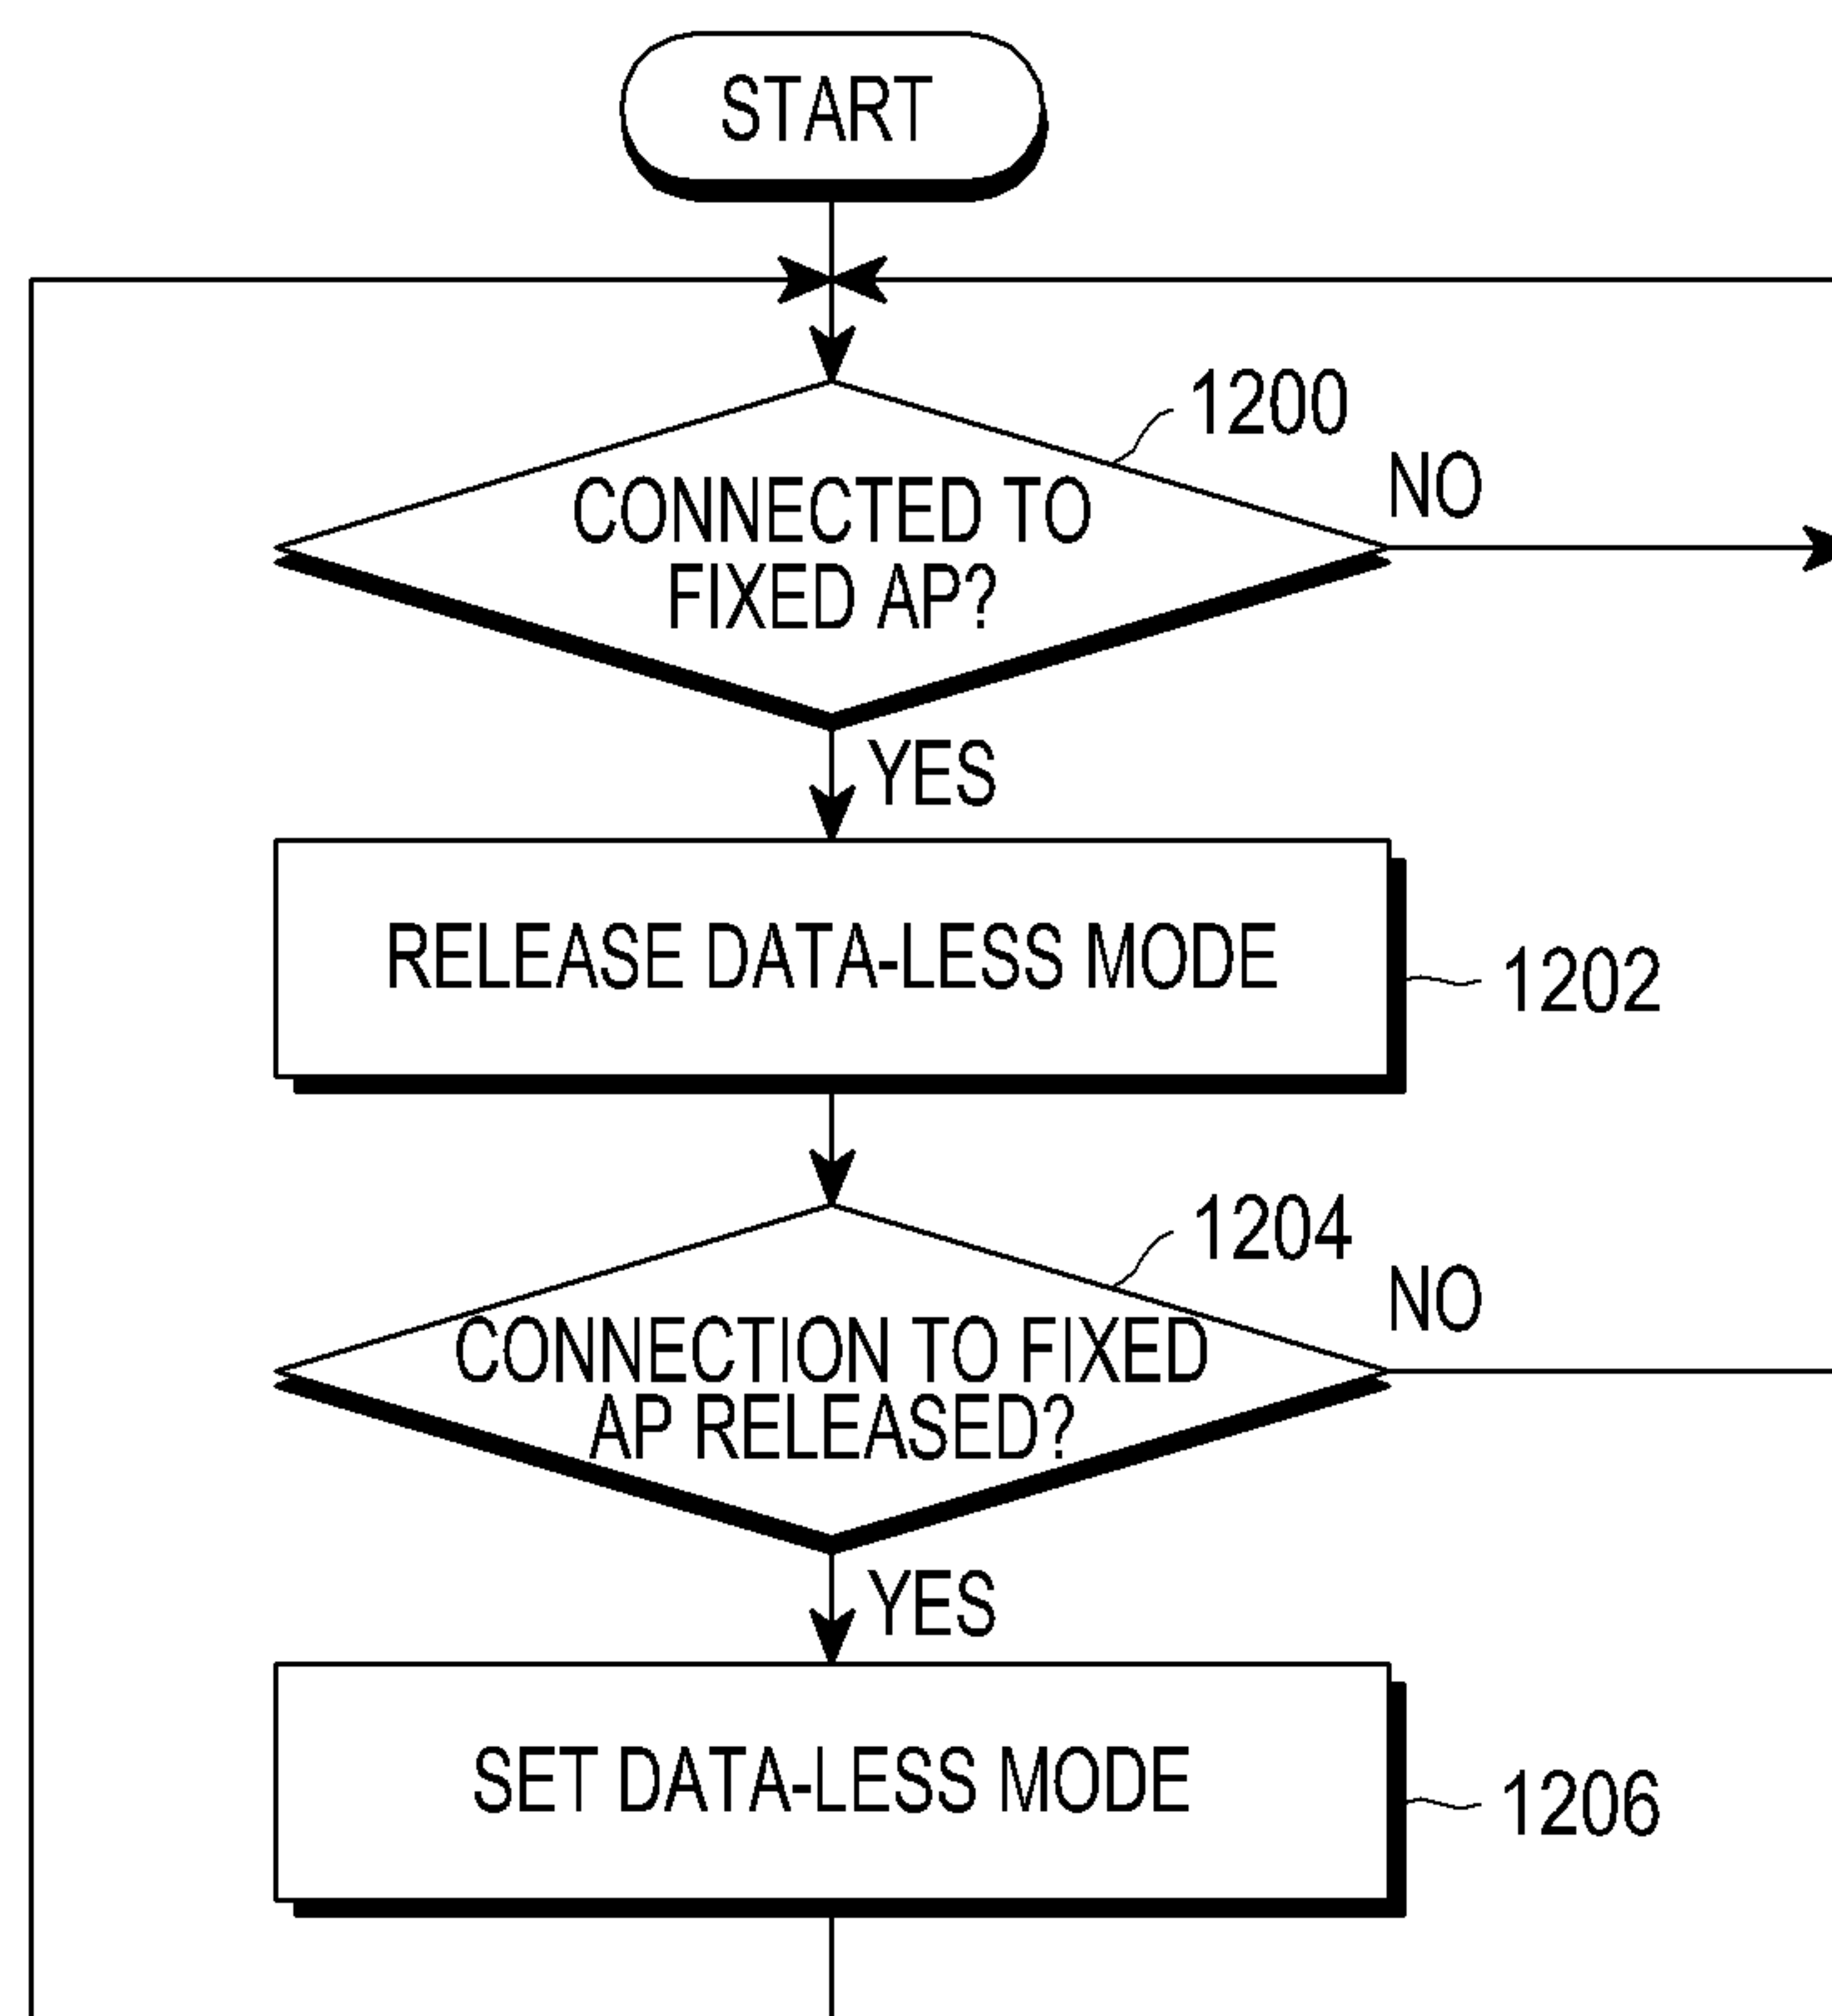 START
1200
NO
CONNECTED TO
FIXED AP?
YES
RELEASE DATA-LESS MODE
1202
1204
NO
CONNECTION TO FIXED
AP RELEASED?
YES
SET DATA-LESS MODE
1206